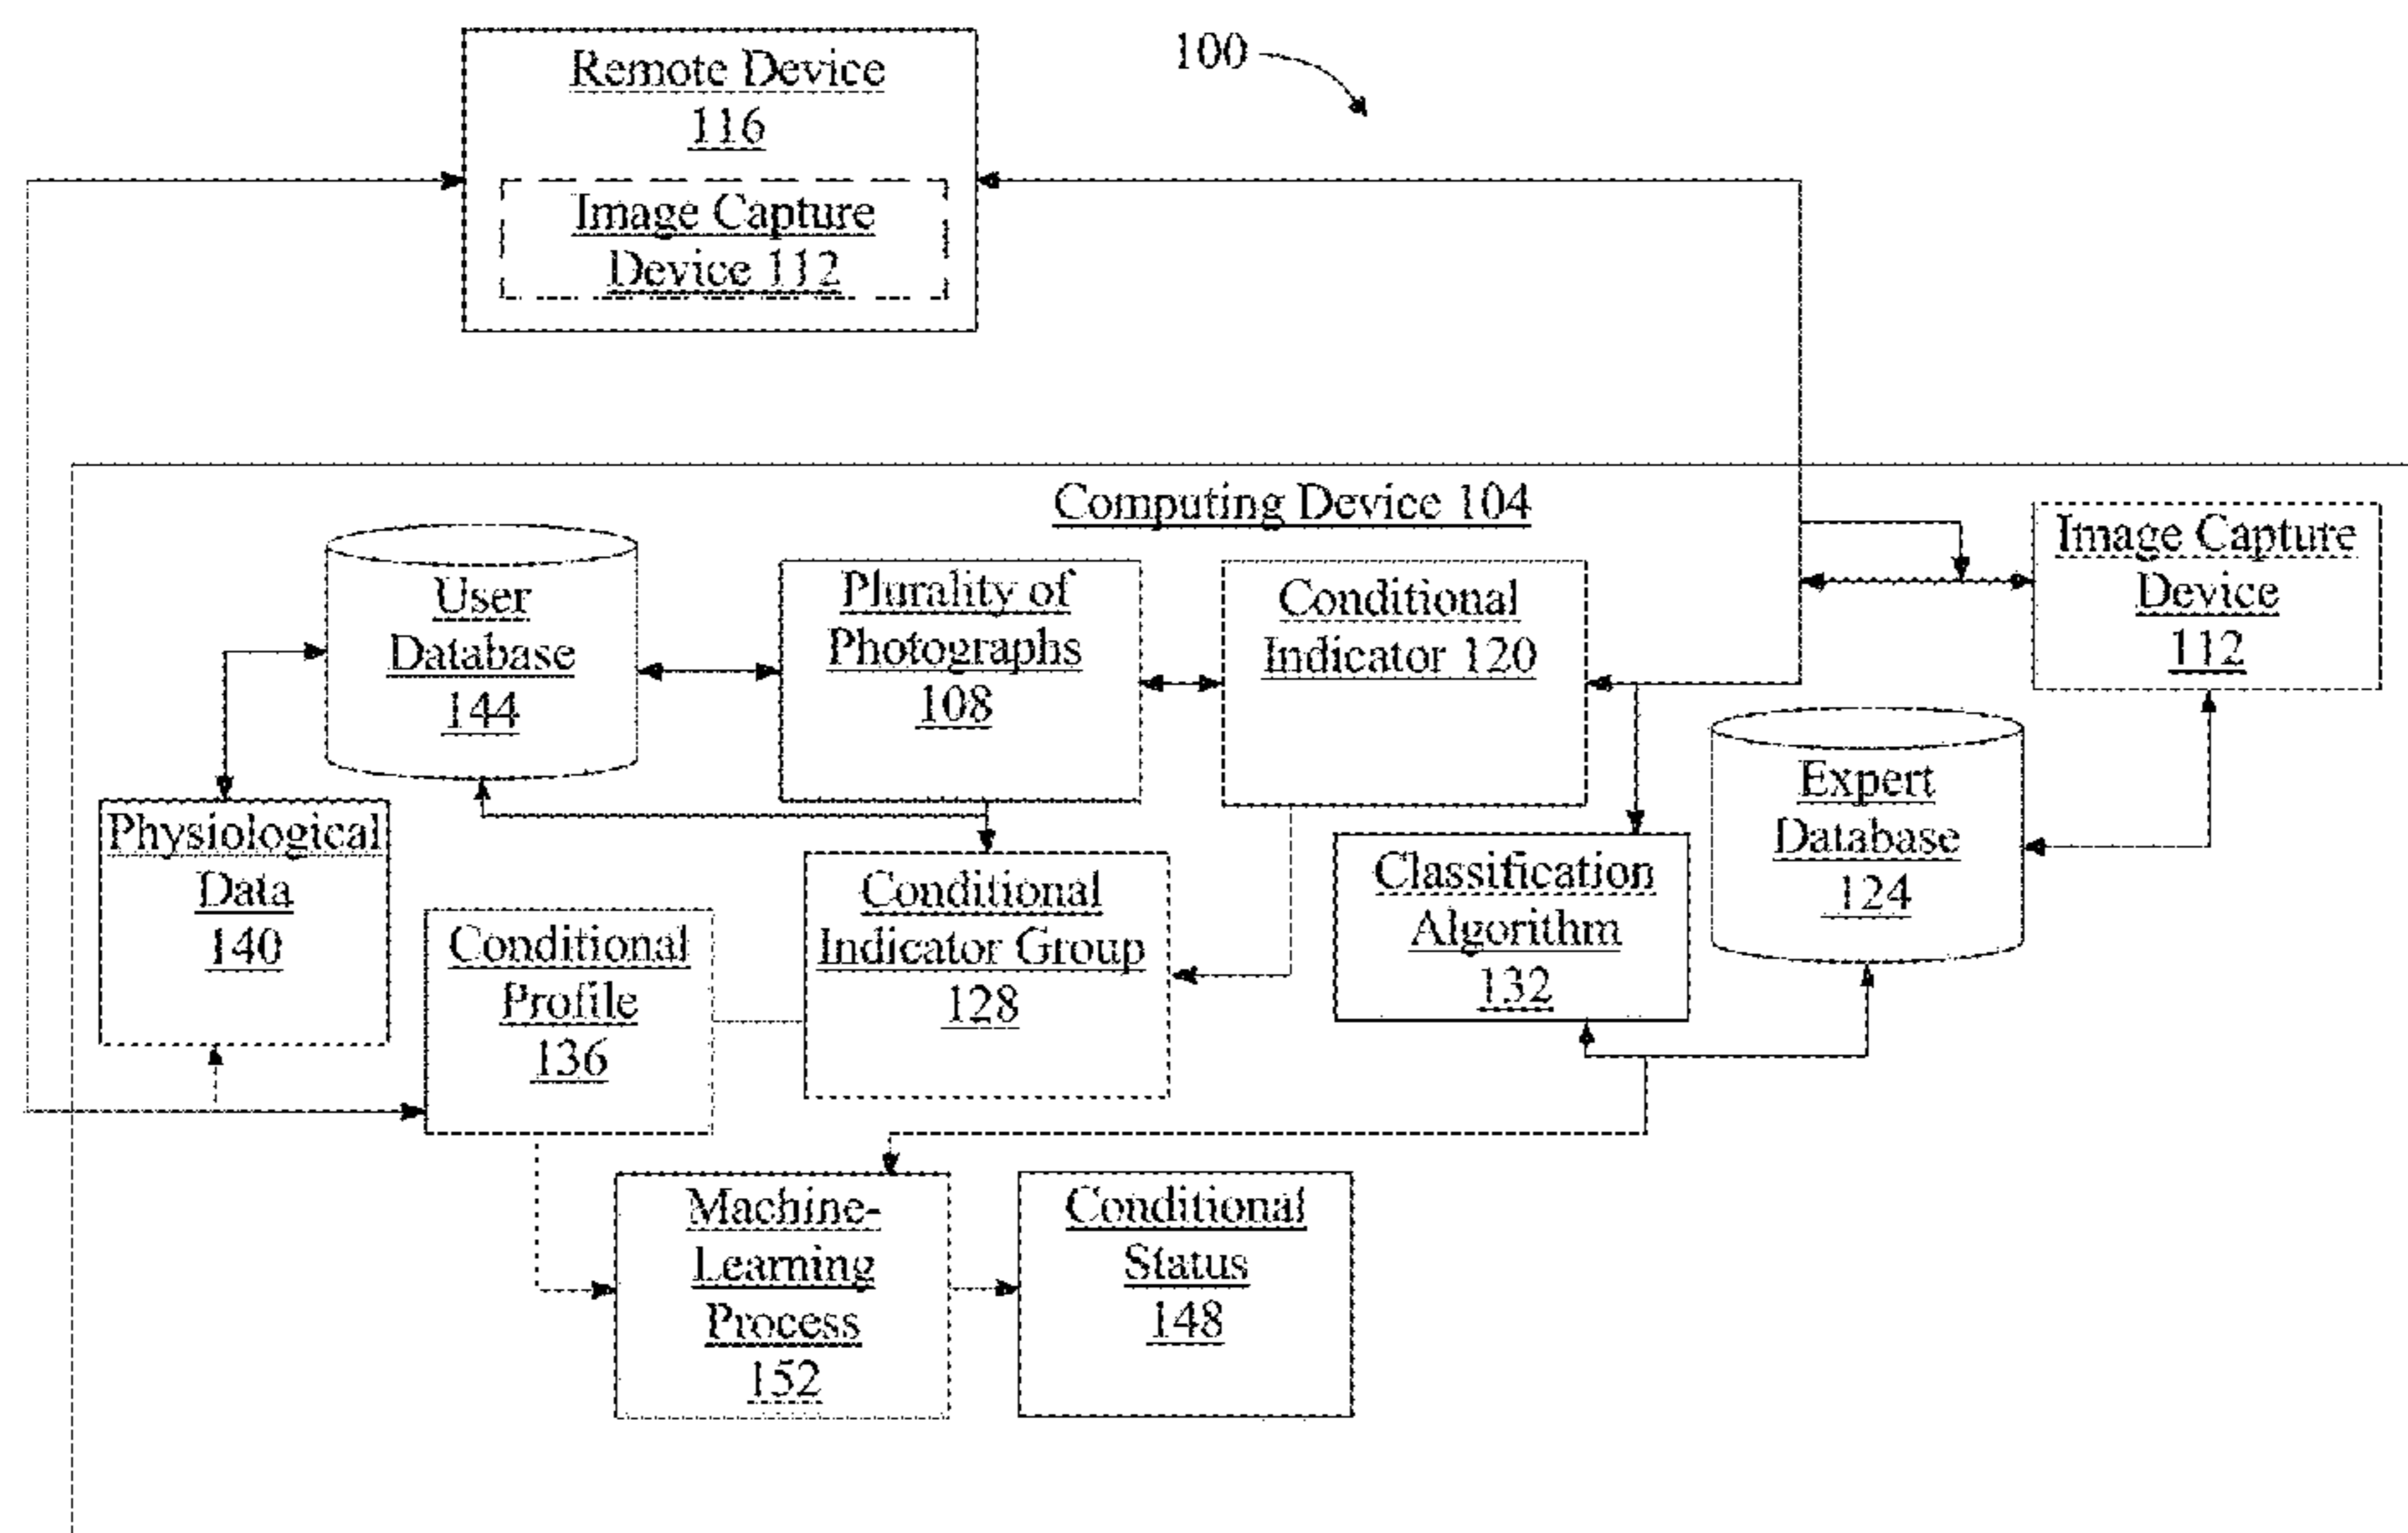 100
Remote Device
116
Image Capture
Device 112
Computing Device 104
Image Capture
Device
112
User
Database
144
Plurality of
Photographs
108
Conditional
Indicator 120
Expert
Database
124
Physiological
Data
140
Conditional
Profile
136
Conditional
Indicator Group
128
Classification
Algorithm
132
Machine-
Learning
Process
152
Conditional
Status
148